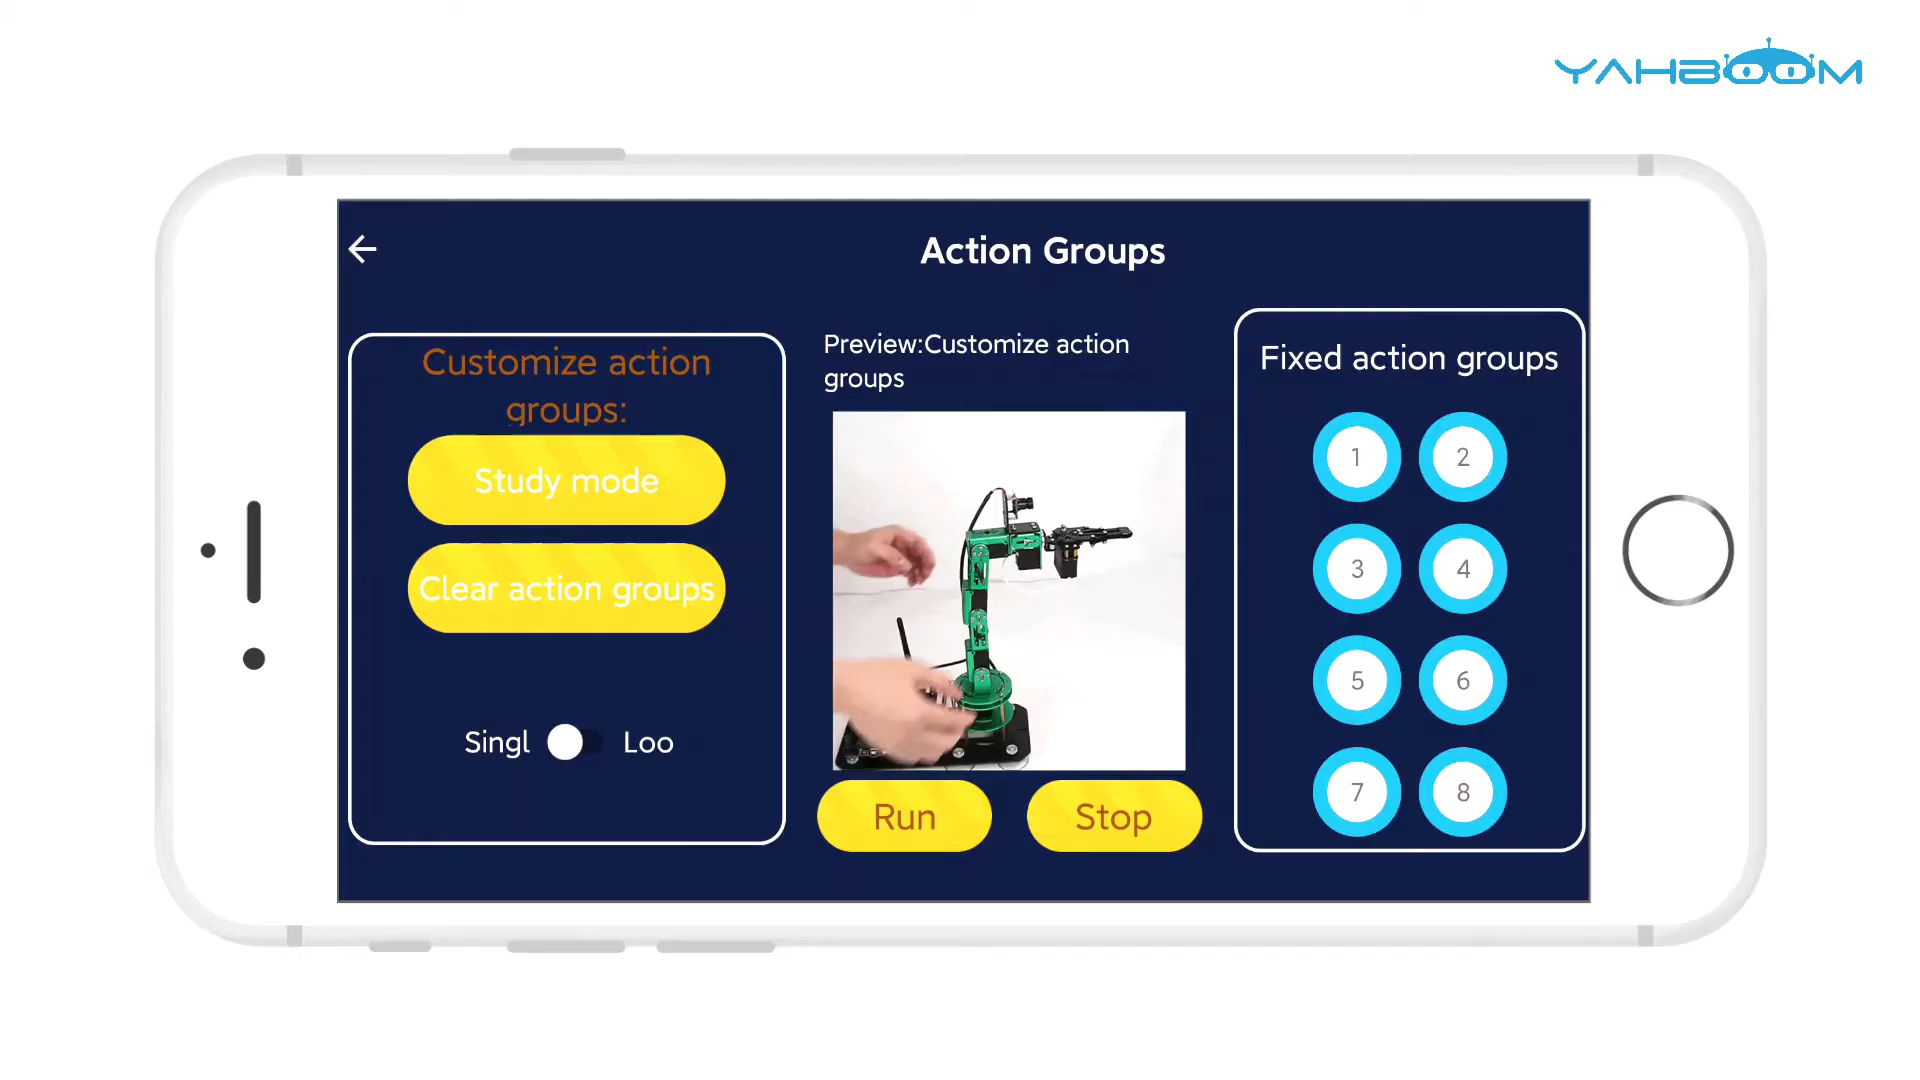 YAHBOOM
Action Groups
Customize action
groups:
Study mode
Clear action groups
Singl
Loo
Preview:Customize action
groups
Run
Stop
Fixed action groups
1 2
3 4
5 6
7 8